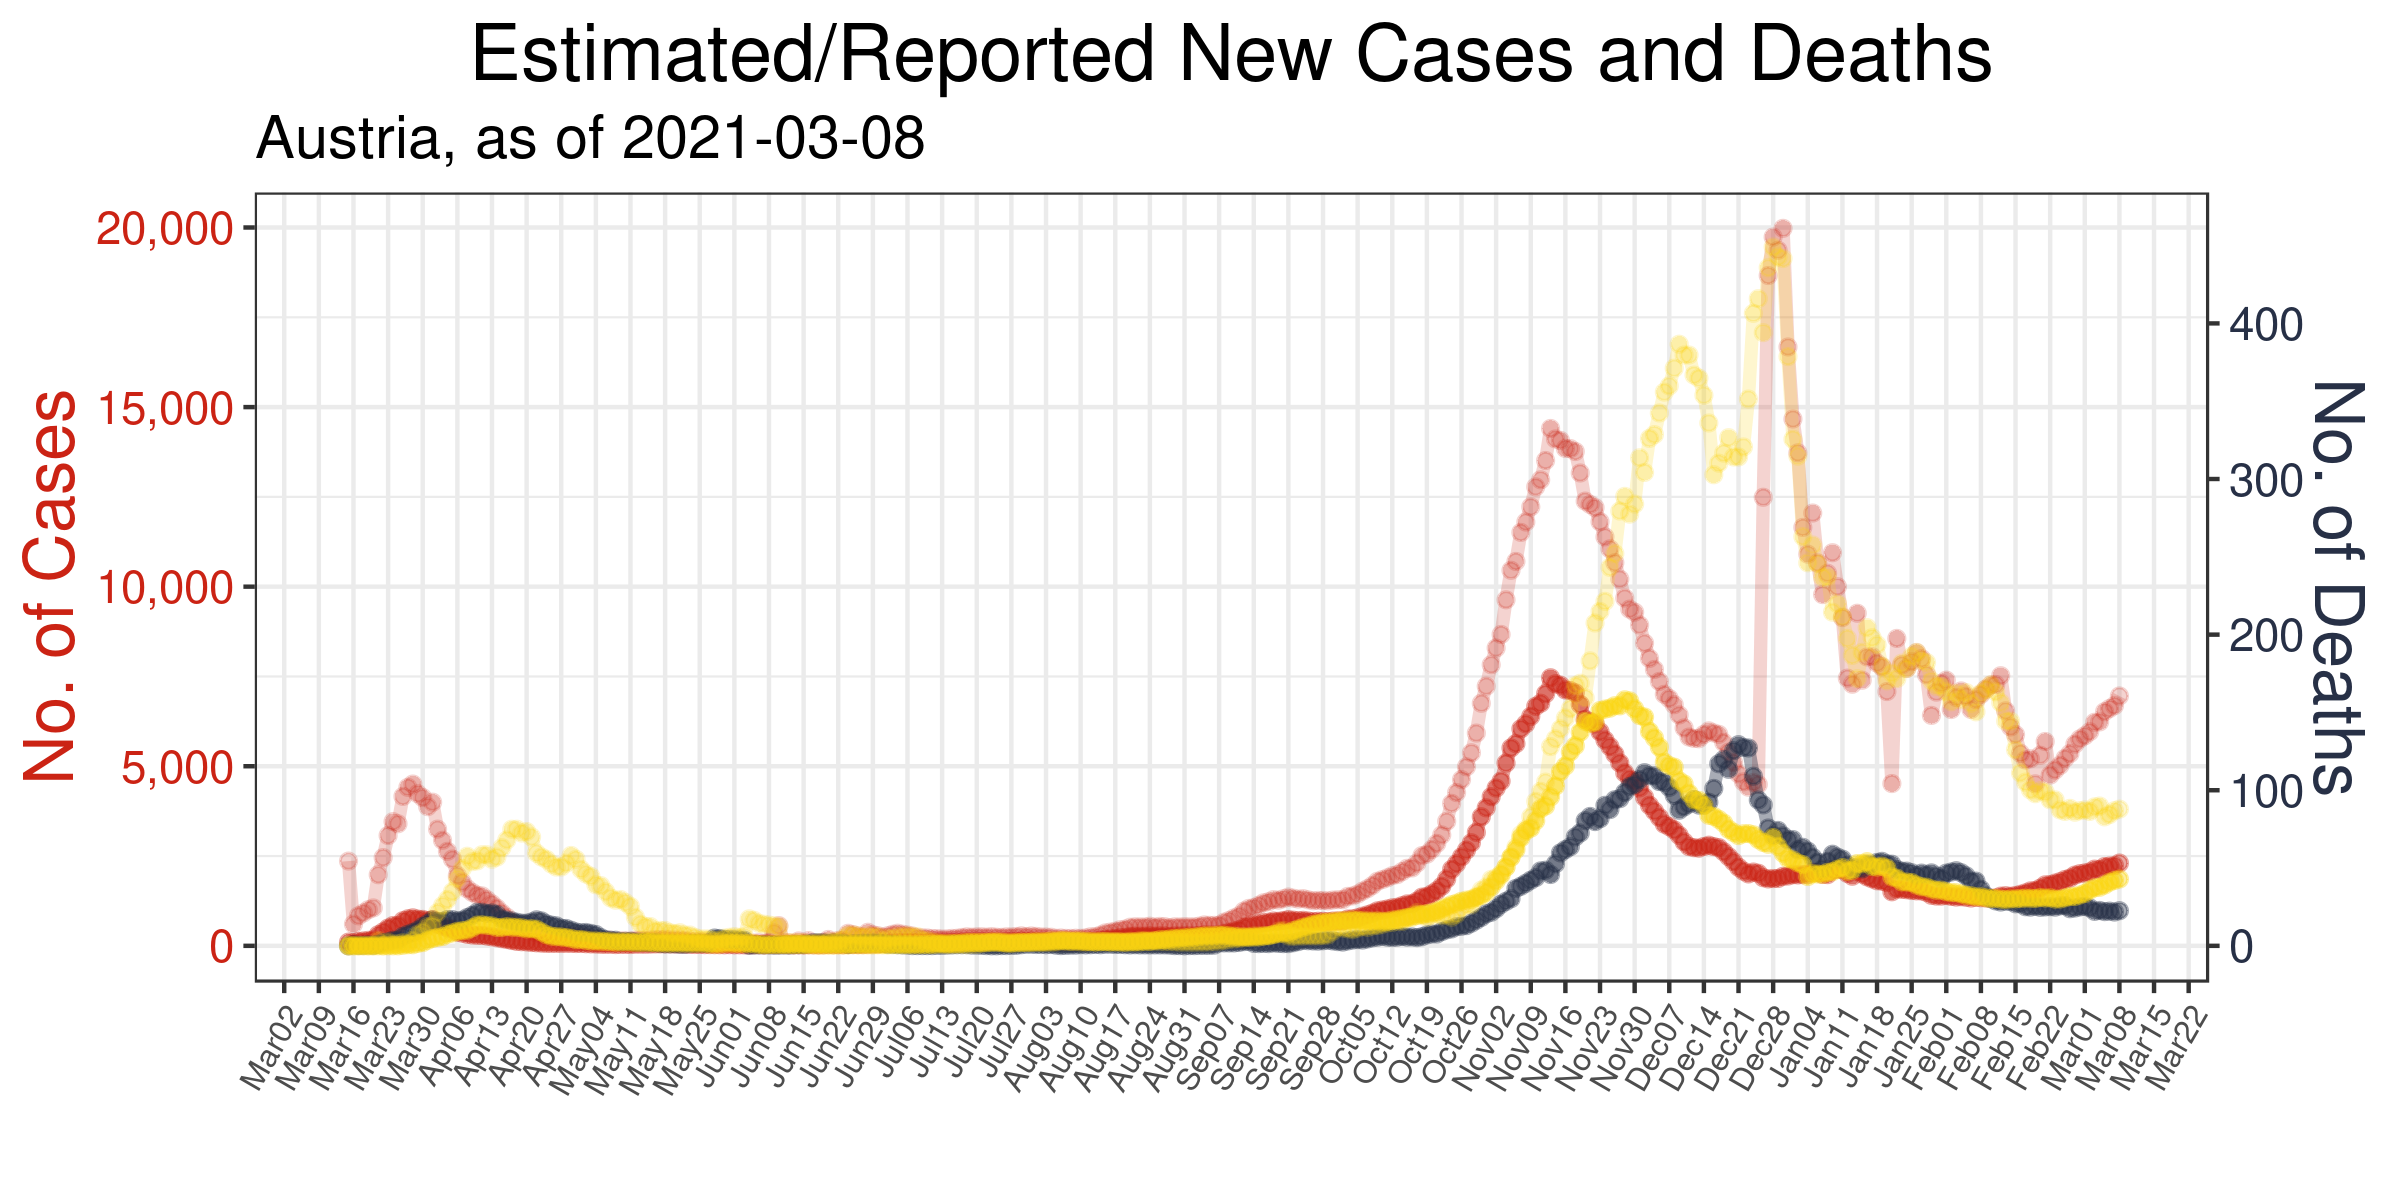 Estimated/Reported New Cases and Deaths
Austria, as of 2021-03-08
No. of Cases
20,000
15,000
10,000
5,000
0
No. of Deaths
400
300
200
100
0
Mar02
Mar09
Mar16
Mar23
Mar30
Apr06
Apr13
Apr20
Apr27
May04
May11
May18
May25
Jun01
Jun08
Jun15
Jun22
Jun29
Jul06
Jul13
Jul20
Jul27
Aug03
Aug10
Aug17
Aug24
Aug31
Sep07
Sep14
Sep21
Sep28
Oct05
Oct12
Oct19
Oct26
Nov02
Nov09
Nov16
Nov23
Nov30
Dec07
Dec14
Dec21
Dec28
Jan04
Jan11
Jan18
Jan25
Feb01
Feb08
Feb15
Feb22
Mar01
Mar08
Mar15
Mar22